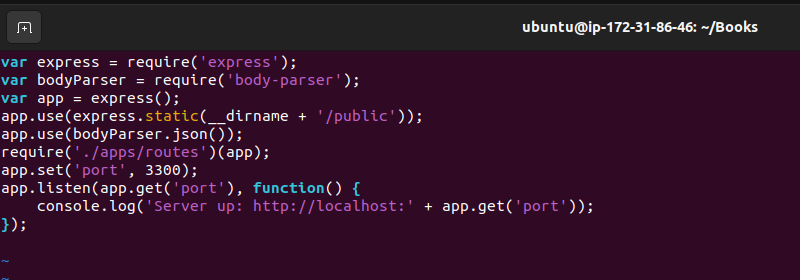 ubuntu@ip-172-31-86-46: ~/Books
var express = require('express');
var bodyParser = require('body-parser');
var app = express();
app.use(express.static(__dirname + '/public'));
app.use(bodyParser.json());
require('./apps/routes')(app);
app.set('port', 3300);
app.listen(app.get('port'), function() {
    console.log('Server up: http://localhost:' + app.get('port'));
});
~
~